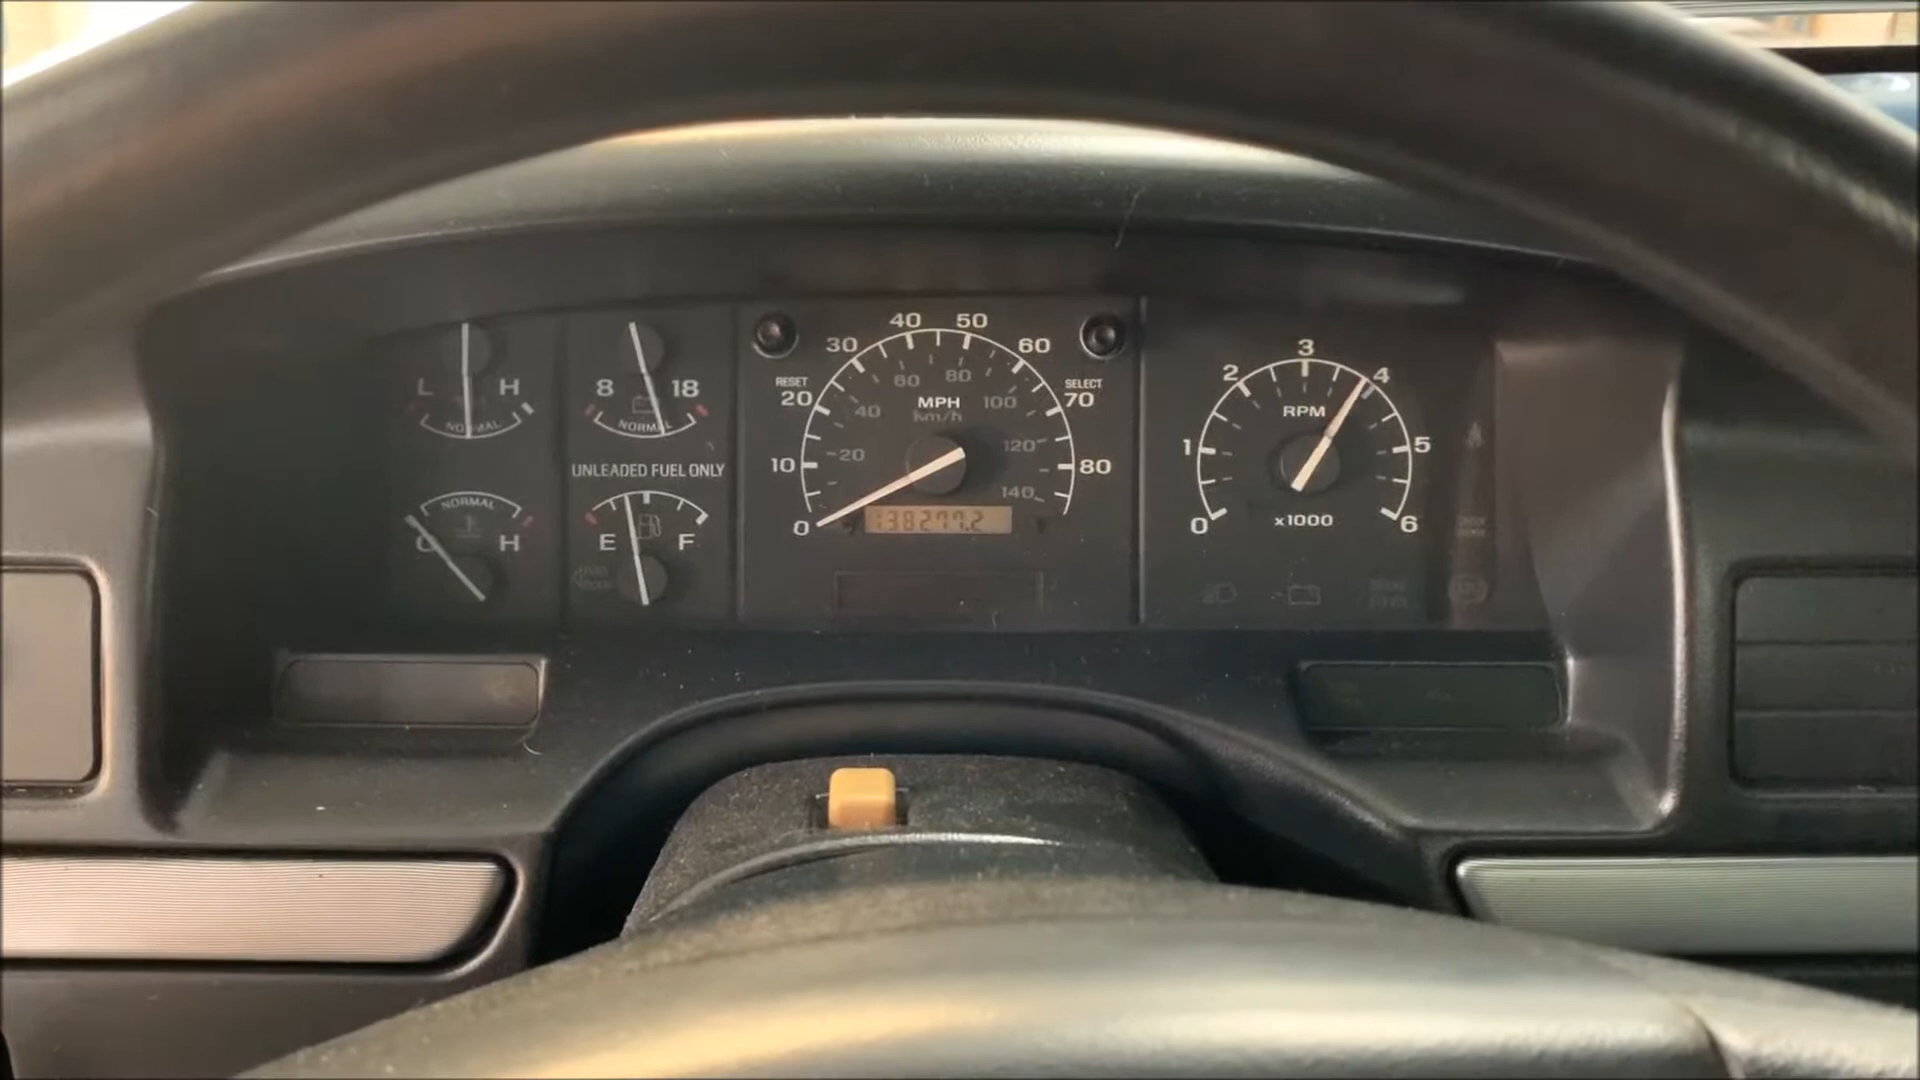 L H
NORMAL
8 18
NORMAL
UNLEADED FUEL ONLY
NORMAL
C H
E F
RESET
SELECT
0 10 20 30 40 50 60 70 80
20 40 60 80 100 120 140
MPH
km/h
138277.2
0 1 2 3 4 5 6
RPM
x1000